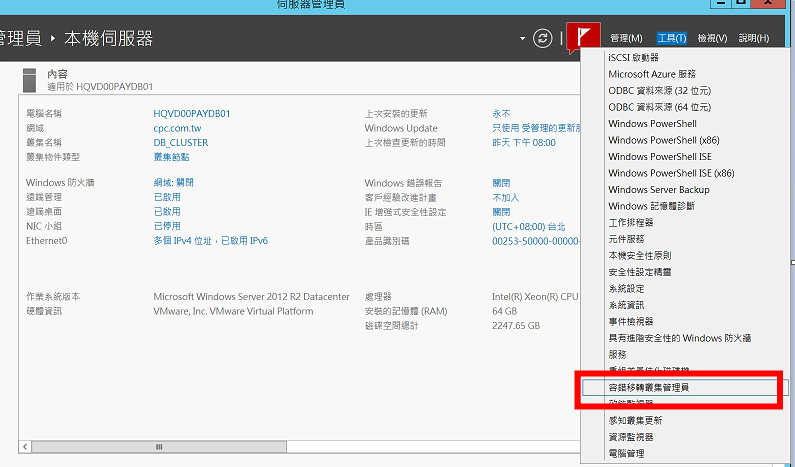 伺服器管理員
管理員 ‣ 本機伺服器
管理(M) 工具(T) 檢視(V) 說明(H)
內容
適用於 HQVD00PAYDB01
電腦名稱 HQVD00PAYDB01 上次安裝的更新 永不
網域 cpc.com.tw Windows Update 只使用 受管理的更新服
叢集名稱 DB_CLUSTER 上次檢查更新的時間 昨天 下午 08:00
叢集物件類型 叢集節點
Windows 防火牆 網域: 關閉 Windows 錯誤報告 關閉
遠端管理 已啟用 客戶經驗改進計畫 不加入
遠端桌面 已啟用 IE 增強式安全性設定 關閉
NIC 小組 已停用 時區 (UTC+08:00) 台北
Ethernet0 多個 IPv4 位址，已啟用 IPv6 產品識別碼 00253-50000-00000-
作業系統版本 Microsoft Windows Server 2012 R2 Datacenter 處理器 Intel(R) Xeon(R) CPU
硬體資訊 VMware, Inc. VMware Virtual Platform 安裝的記憶體 (RAM) 64 GB
磁碟空間總計 2247.65 GB
iSCSI 啟動器
Microsoft Azure 服務
ODBC 資料來源 (32 位元)
ODBC 資料來源 (64 位元)
Windows PowerShell
Windows PowerShell (x86)
Windows PowerShell ISE
Windows PowerShell ISE (x86)
Windows Server Backup
Windows 記憶體診斷
工作排程器
元件服務
本機安全性原則
安全性設定精靈
系統設定
系統資訊
事件檢視器
具有進階安全性的 Windows 防火牆
服務
重組並最佳化磁碟機
容錯移轉叢集管理員
效能監視器
感知叢集更新
資源監視器
電腦管理